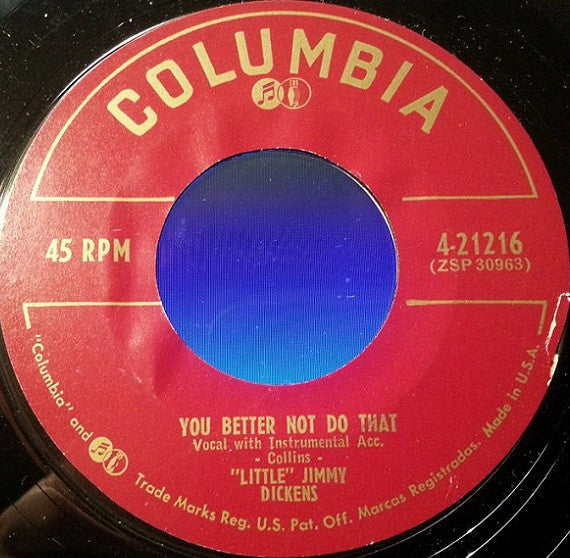 COLUMBIA
45 RPM
4-21216
(ZSP 30963)
YOU BETTER NOT DO THAT
Vocal with Instrumental Acc.
- Collins -
"LITTLE" JIMMY
DICKENS
"Columbia" and Trade Marks Reg. U.S. Pat. Off. Marcas Registradas. Made in U.S.A.